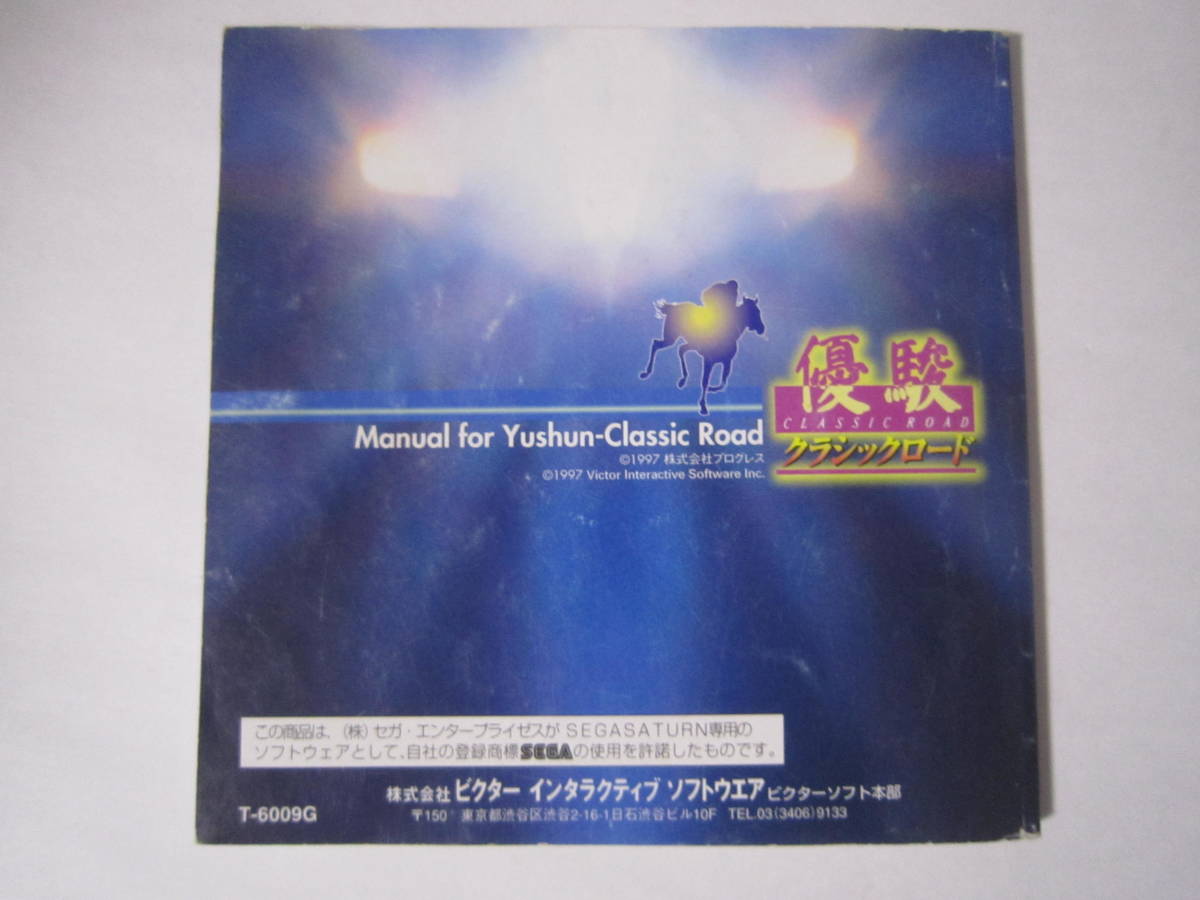 優駿
CLASSIC ROAD
クラシックロード
Manual for Yushun-Classic Road
©1997 株式会社プログレス
©1997 Victor Interactive Software Inc.
この商品は、(株)セガ・エンタープライゼスがSEGASATURN専用の
ソフトウェアとして、自社の登録商標SEGAの使用を許諾したものです。
株式会社 ビクター インタラクティブ ソフトウエア ビクターソフト本部
〒150 東京都渋谷区渋谷2-16-1日石渋谷ビル10F TEL.03(3406)9133
T-6009G